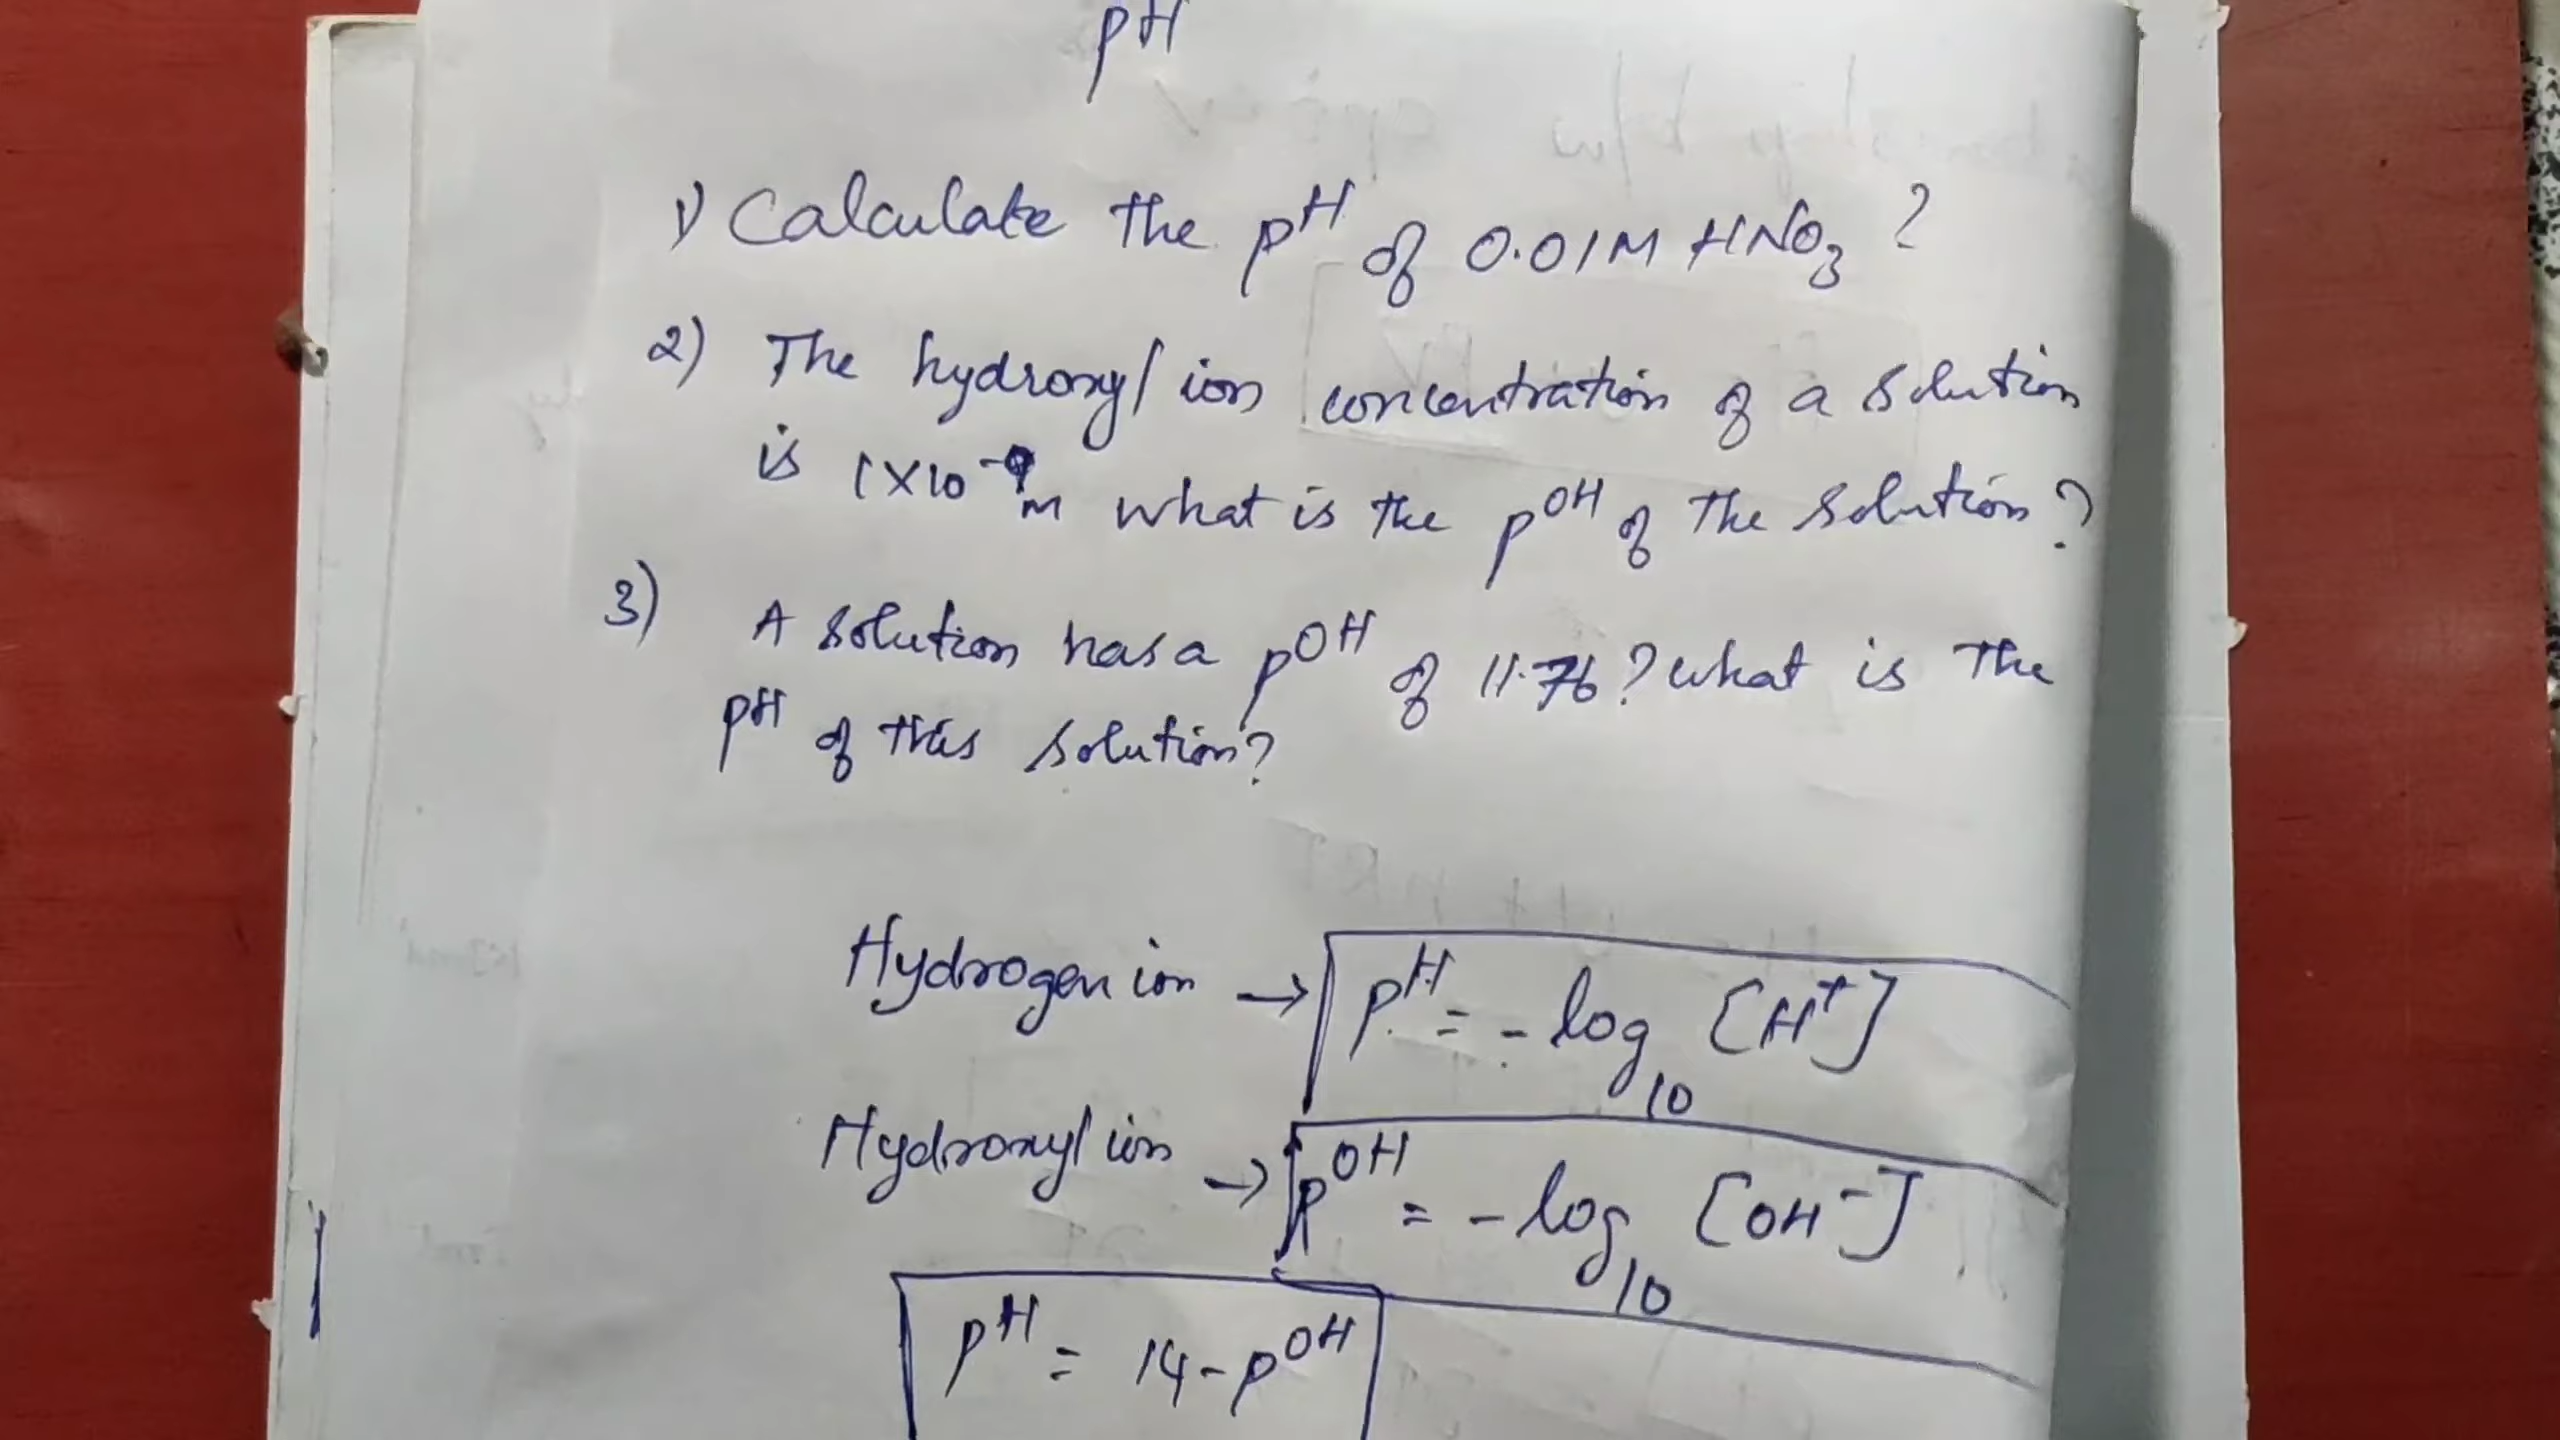 pH
1) Calculate the pH of 0.01M HNO3 ?
2) The hydroxyl ion concentration of a solution
is 1×10^-9 M what is the pOH of the solution?
3) A solution has a pOH of 11.76? what is the
pH of this solution?
Hydrogen ion → pH = -log10 [H+]
Hydroxyl ion → pOH = -log10 [OH-]
pH = 14-pOH